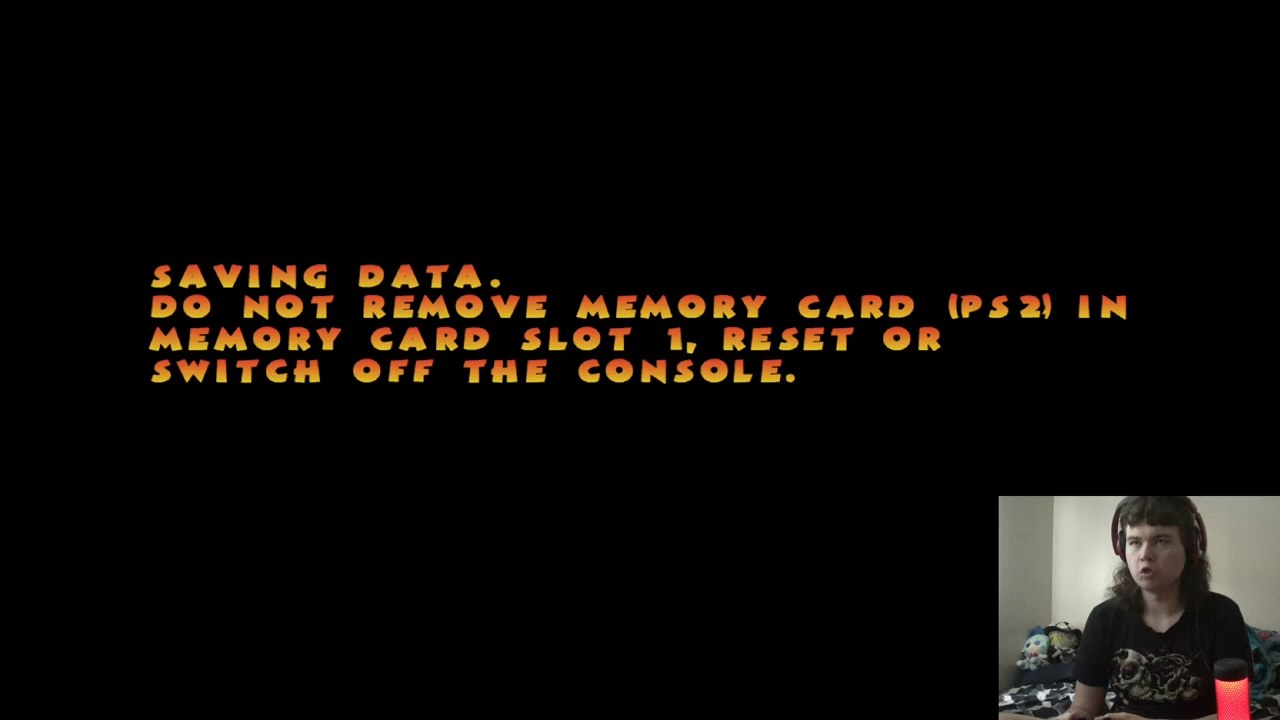 SAVING DATA.
DO NOT REMOVE MEMORY CARD (PS2) IN
MEMORY CARD SLOT 1, RESET OR
SWITCH OFF THE CONSOLE.